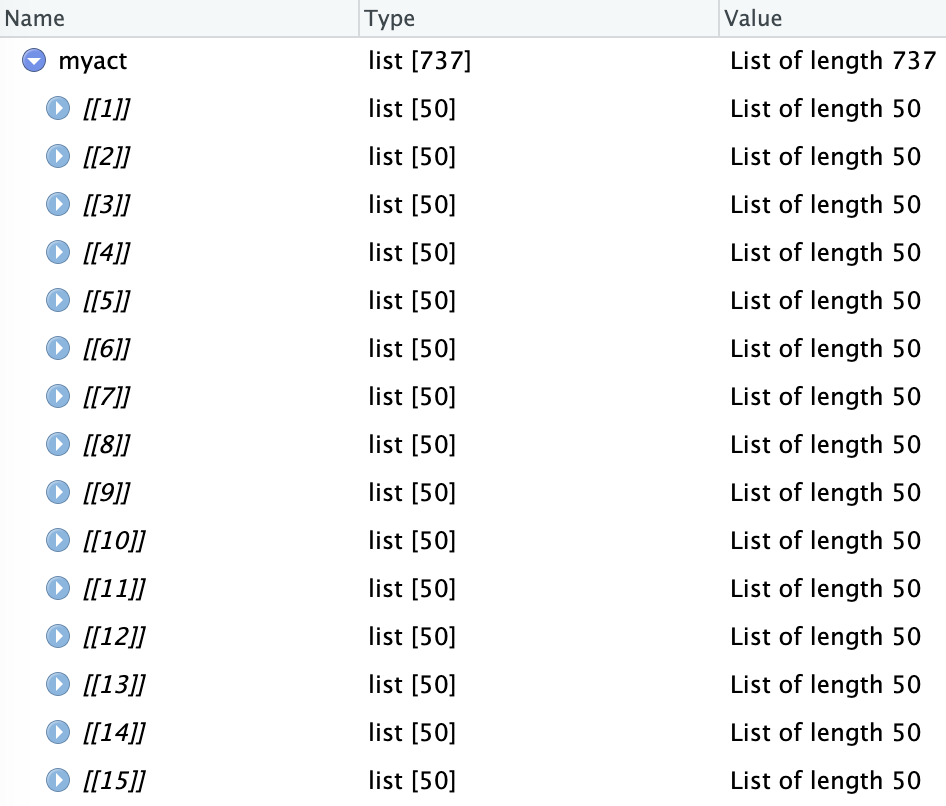 Name Type Value
myact list [737] List of length 737
[[1]] list [50] List of length 50
[[2]] list [50] List of length 50
[[3]] list [50] List of length 50
[[4]] list [50] List of length 50
[[5]] list [50] List of length 50
[[6]] list [50] List of length 50
[[7]] list [50] List of length 50
[[8]] list [50] List of length 50
[[9]] list [50] List of length 50
[[10]] list [50] List of length 50
[[11]] list [50] List of length 50
[[12]] list [50] List of length 50
[[13]] list [50] List of length 50
[[14]] list [50] List of length 50
[[15]] list [50] List of length 50